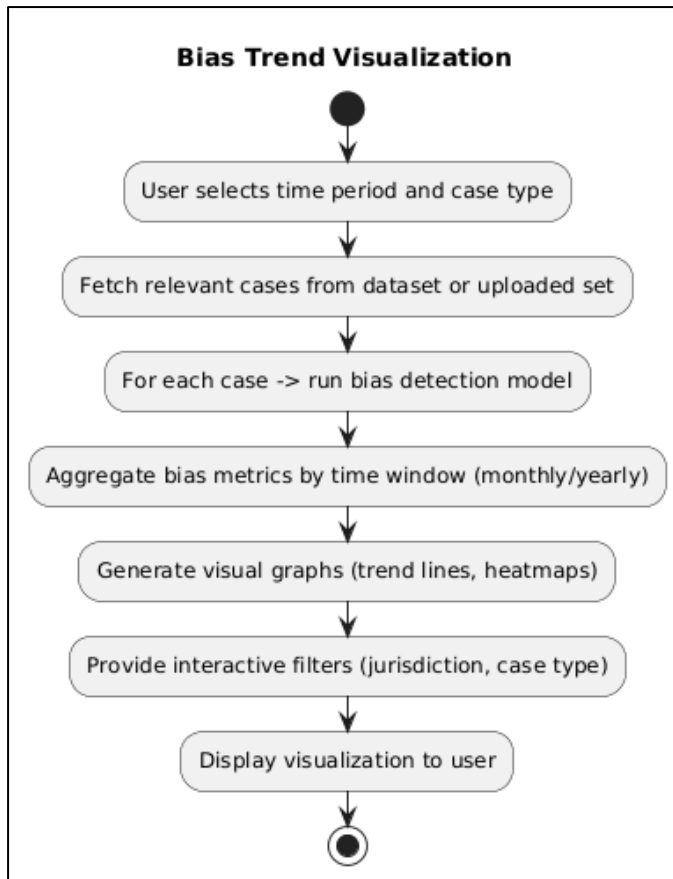 Bias Trend Visualization
User selects time period and case type
Fetch relevant cases from dataset or uploaded set
For each case -> run bias detection model
Aggregate bias metrics by time window (monthly/yearly)
Generate visual graphs (trend lines, heatmaps)
Provide interactive filters (jurisdiction, case type)
Display visualization to user